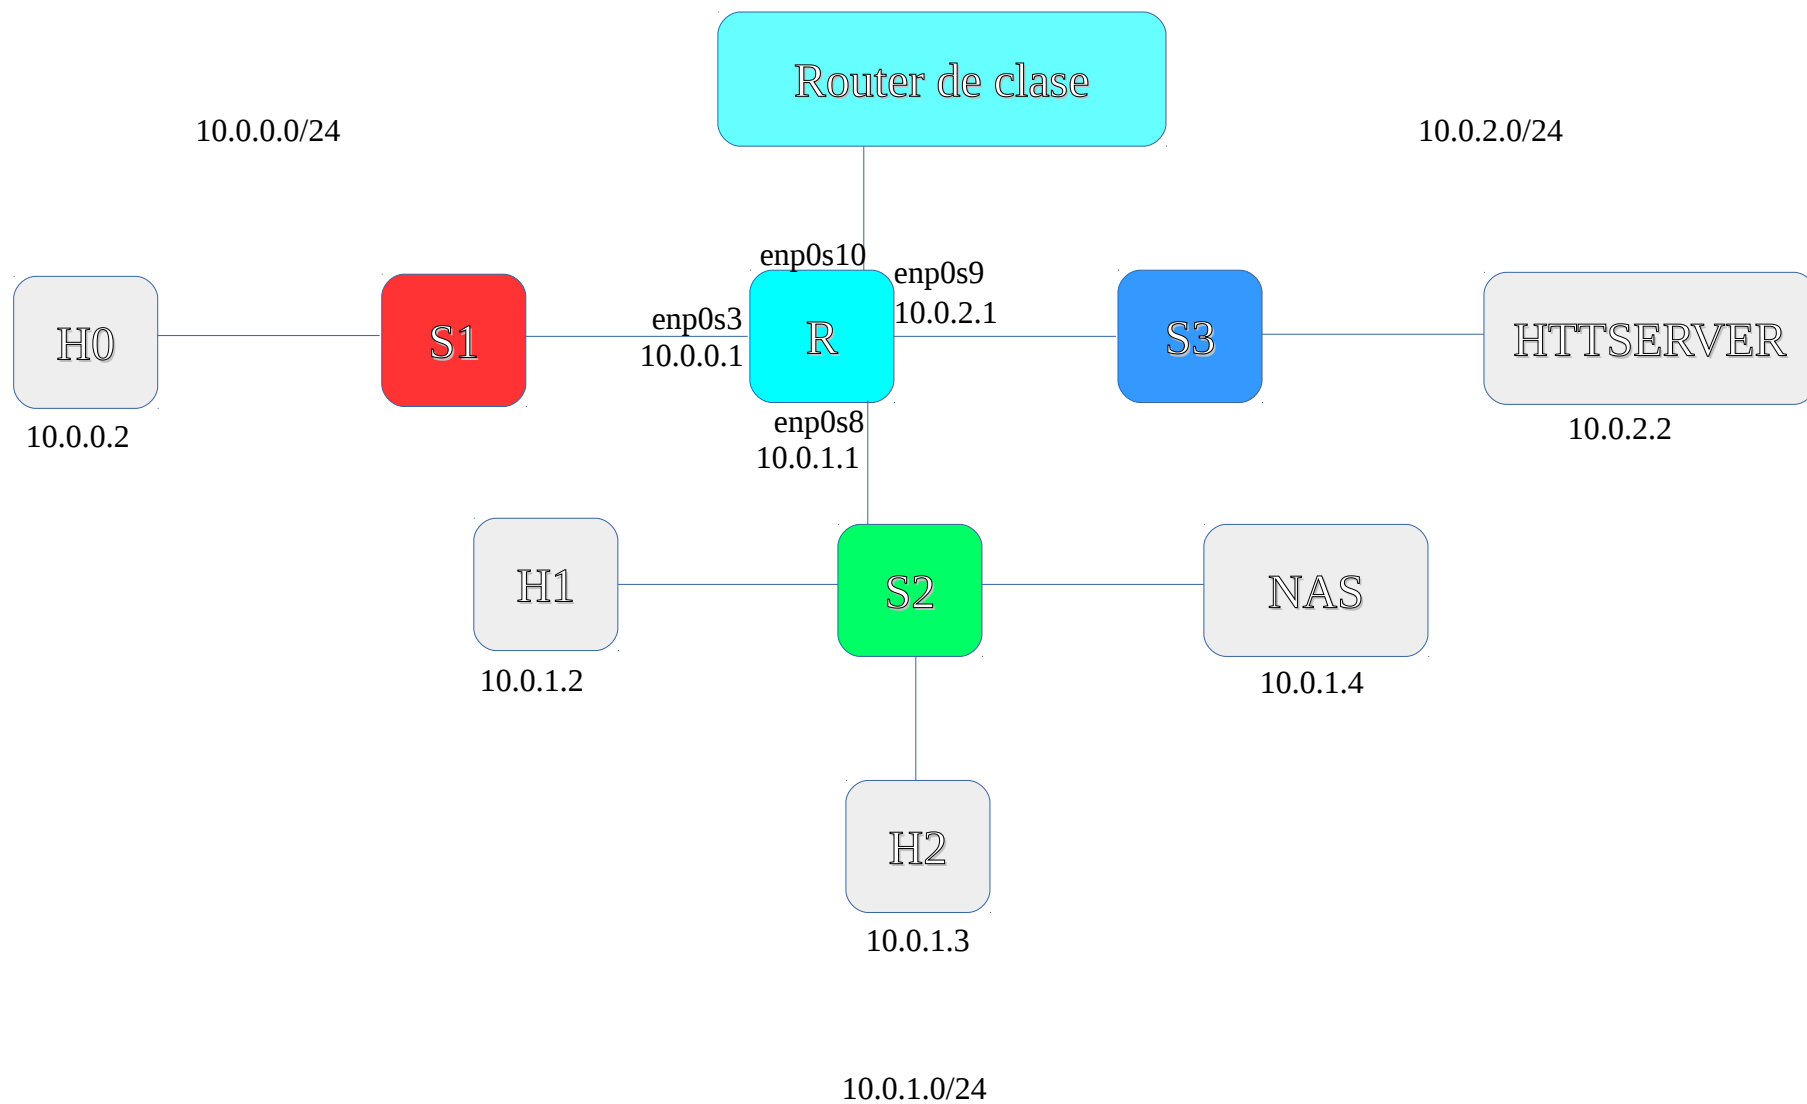 Router de clase
10.0.0.0/24
10.0.2.0/24
enp0s10
enp0s9
10.0.2.1
enp0s3
10.0.0.1
H0
S1
R
S3
HTTSERVER
10.0.0.2
10.0.2.2
enp0s8
10.0.1.1
H1
S2
NAS
10.0.1.2
10.0.1.4
H2
10.0.1.3
10.0.1.0/24